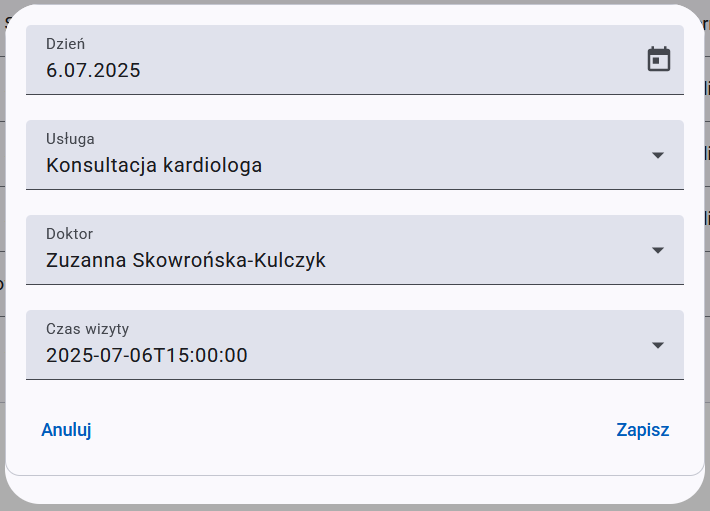 Dzień
6.07.2025
Usługa
Konsultacja kardiologa
Doktor
Zuzanna Skowrońska-Kulczyk
Czas wizyty
2025-07-06T15:00:00
Anuluj
Zapisz